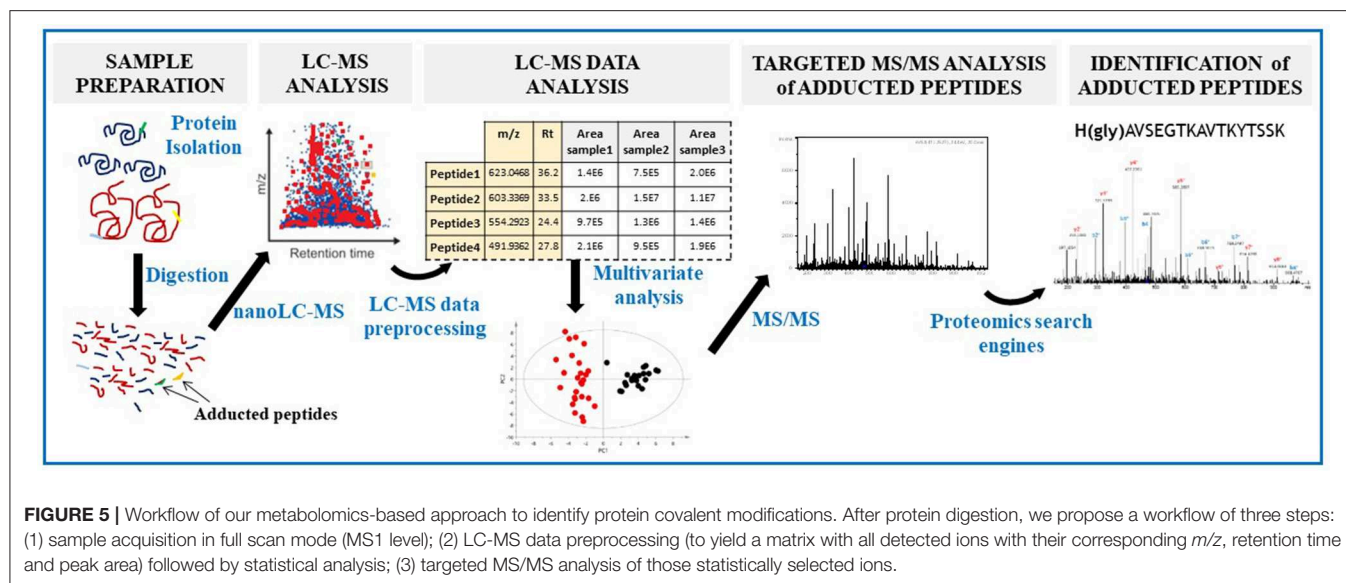 SAMPLE
PREPARATION
LC-MS
ANALYSIS
LC-MS DATA
ANALYSIS
TARGETED MS/MS ANALYSIS
of ADDUCTED PEPTIDES
IDENTIFICATION of
ADDUCTED PEPTIDES
Protein
Isolation
Digestion
Adducted peptides
nanoLC-MS
m/z
Retention time
LC-MS data
preprocessing
m/z Rt Area sample1 Area sample2 Area sample3
Peptide1 623.0468 36.2 1.4E6 7.5E5 2.0E6
Peptide2 603.3369 33.5 2.E6 1.5E7 1.1E7
Peptide3 554.2923 24.4 9.7E5 1.3E6 1.4E6
Peptide4 491.9362 27.8 2.1E6 9.5E5 1.9E6
Multivariate
analysis
PC2
PC1
MS/MS
Proteomics search
engines
H(gly)AVSEGTKAVTKYTSSK
FIGURE 5 | Workflow of our metabolomics-based approach to identify protein covalent modifications. After protein digestion, we propose a workflow of three steps:
(1) sample acquisition in full scan mode (MS1 level); (2) LC-MS data preprocessing (to yield a matrix with all detected ions with their corresponding m/z, retention time
and peak area) followed by statistical analysis; (3) targeted MS/MS analysis of those statistically selected ions.